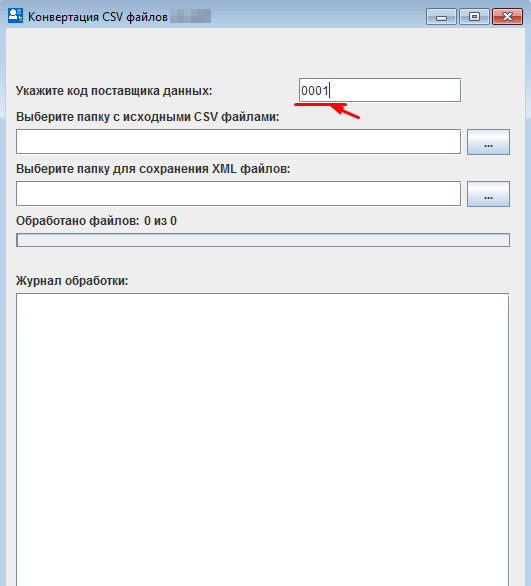 Конвертация CSV файлов
Укажите код поставщика данных: 0001
Выберите папку с исходными CSV файлами:
...
Выберите папку для сохранения XML файлов:
...
Обработано файлов: 0 из 0
Журнал обработки: